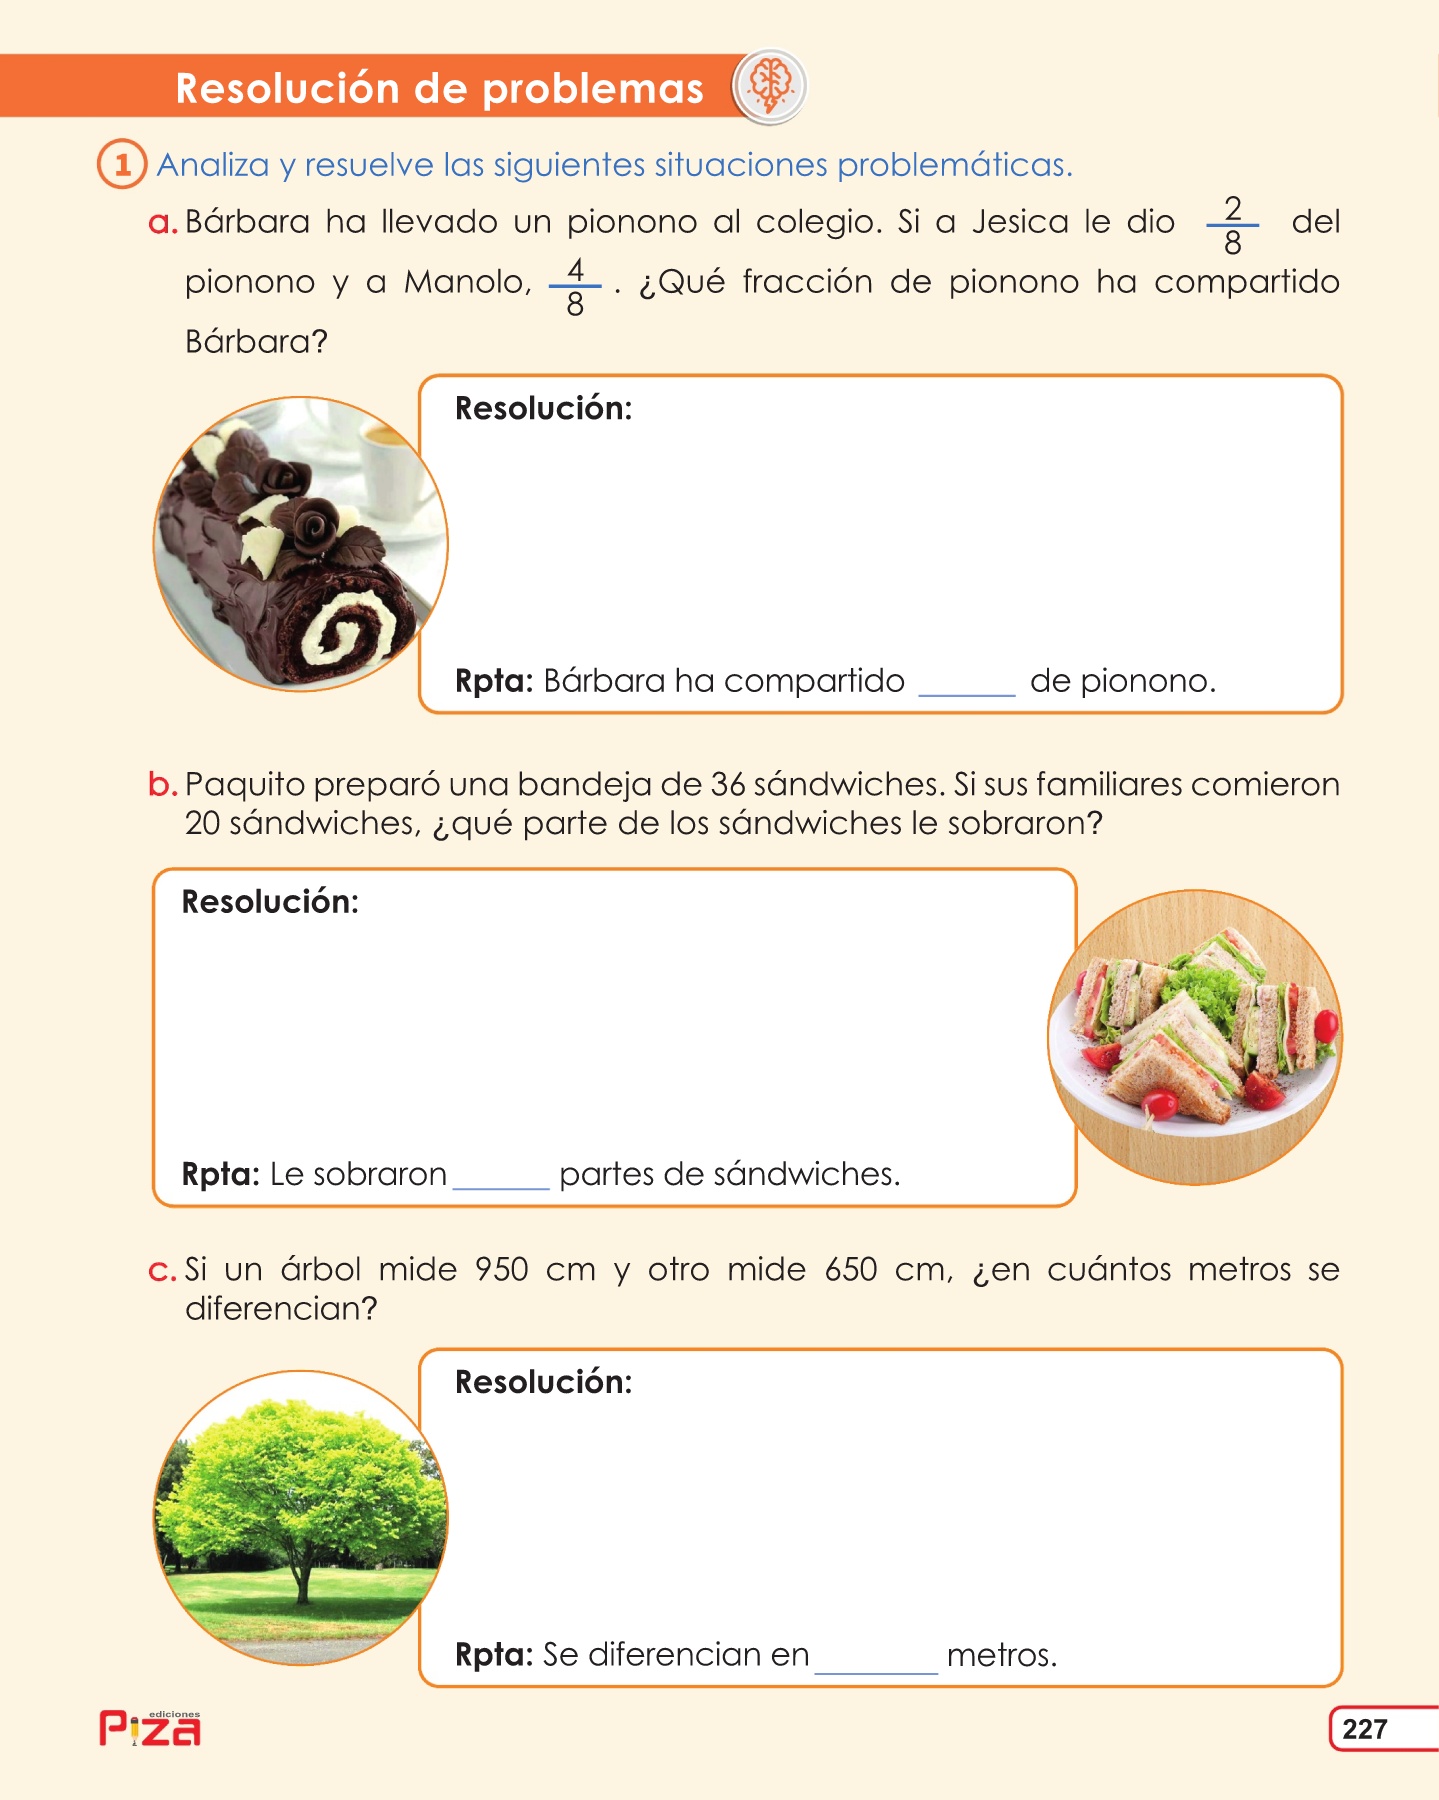 Resolución de problemas
1 Analiza y resuelve las siguientes situaciones problemáticas.
a. Bárbara ha llevado un pionono al colegio. Si a Jesica le dio 2/8 del
pionono y a Manolo, 4/8 . ¿Qué fracción de pionono ha compartido
Bárbara?
Resolución:
Rpta: Bárbara ha compartido ______ de pionono.
b. Paquito preparó una bandeja de 36 sándwiches. Si sus familiares comieron
20 sándwiches, ¿qué parte de los sándwiches le sobraron?
Resolución:
Rpta: Le sobraron ______ partes de sándwiches.
c. Si un árbol mide 950 cm y otro mide 650 cm, ¿en cuántos metros se
diferencian?
Resolución:
Rpta: Se diferencian en ________ metros.
ediciones
Piza
227